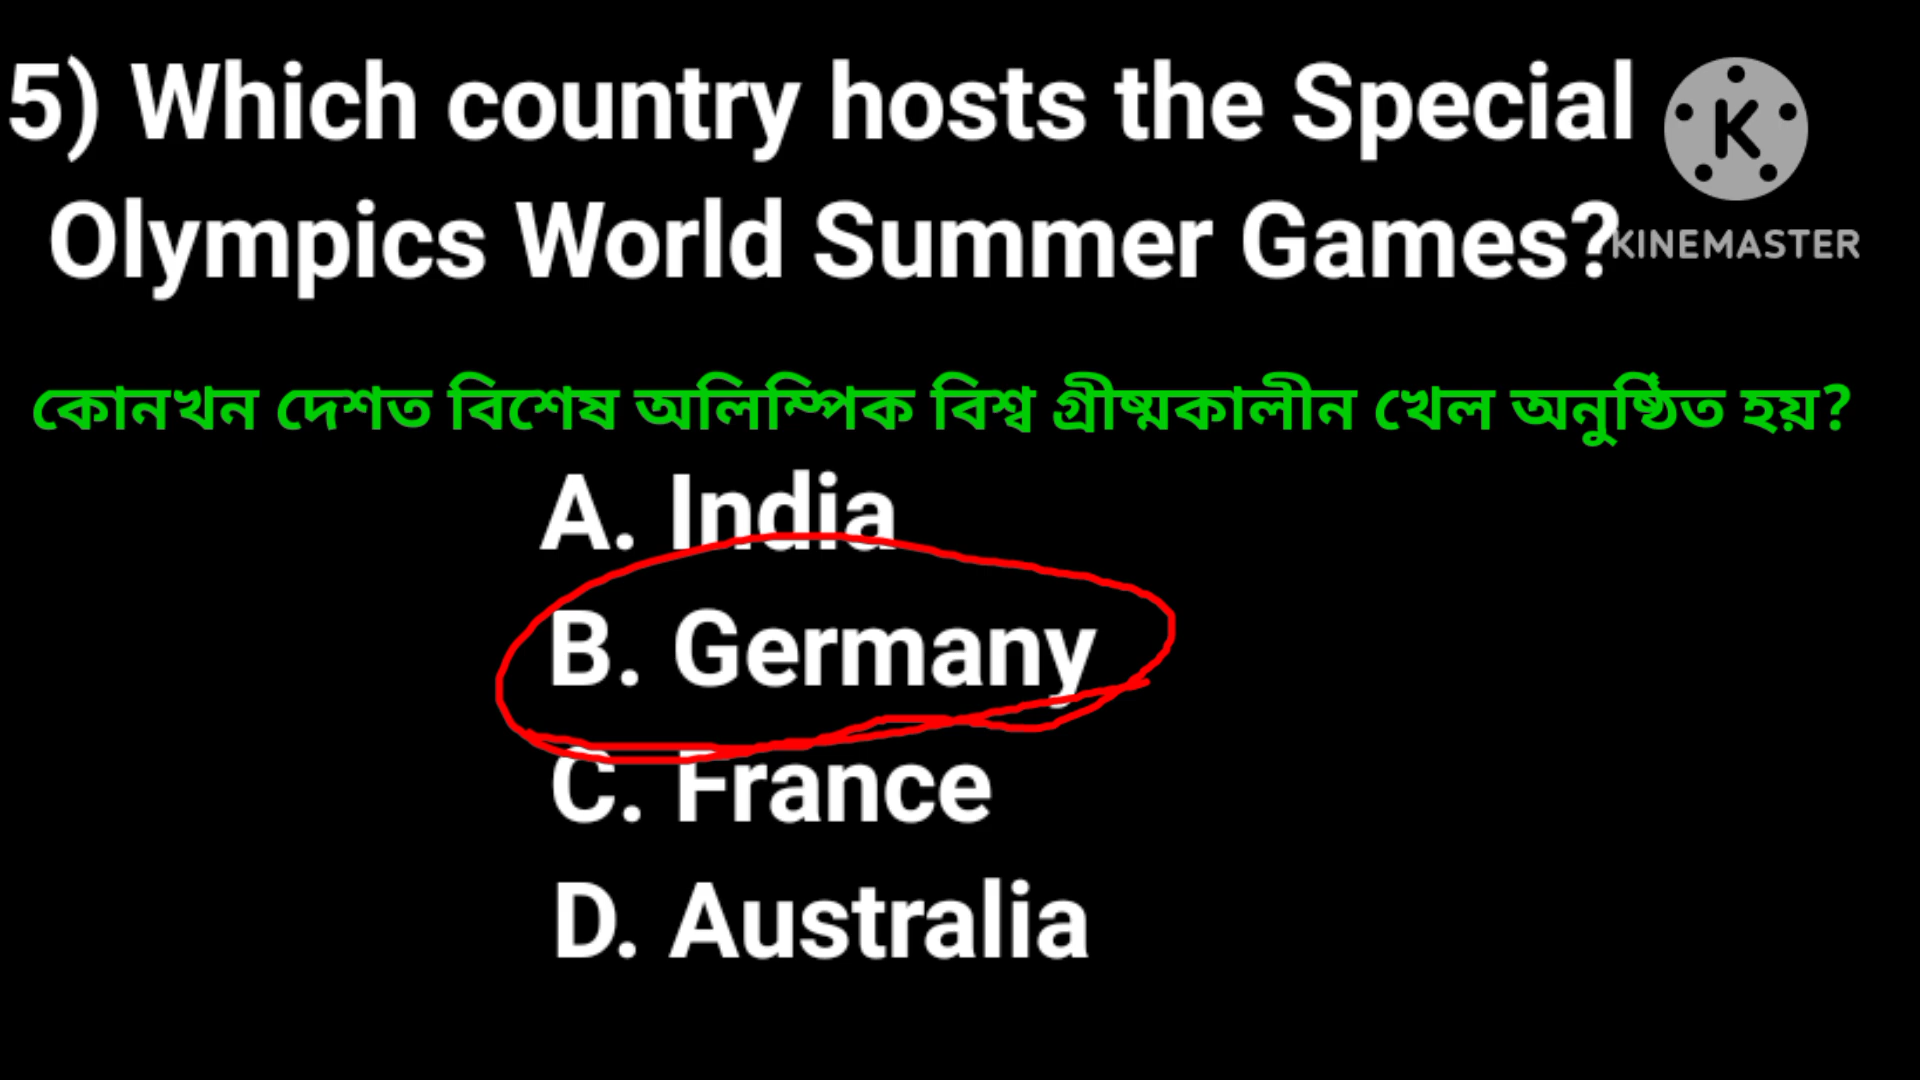 5) Which country hosts the Special
Olympics World Summer Games?
K
KINEMASTER
কোনখন দেশত বিশেষ অলিম্পিক বিশ্ব গ্ৰীষ্মকালীন খেল অনুষ্ঠিত হয়?
A. India
B. Germany
C. France
D. Australia